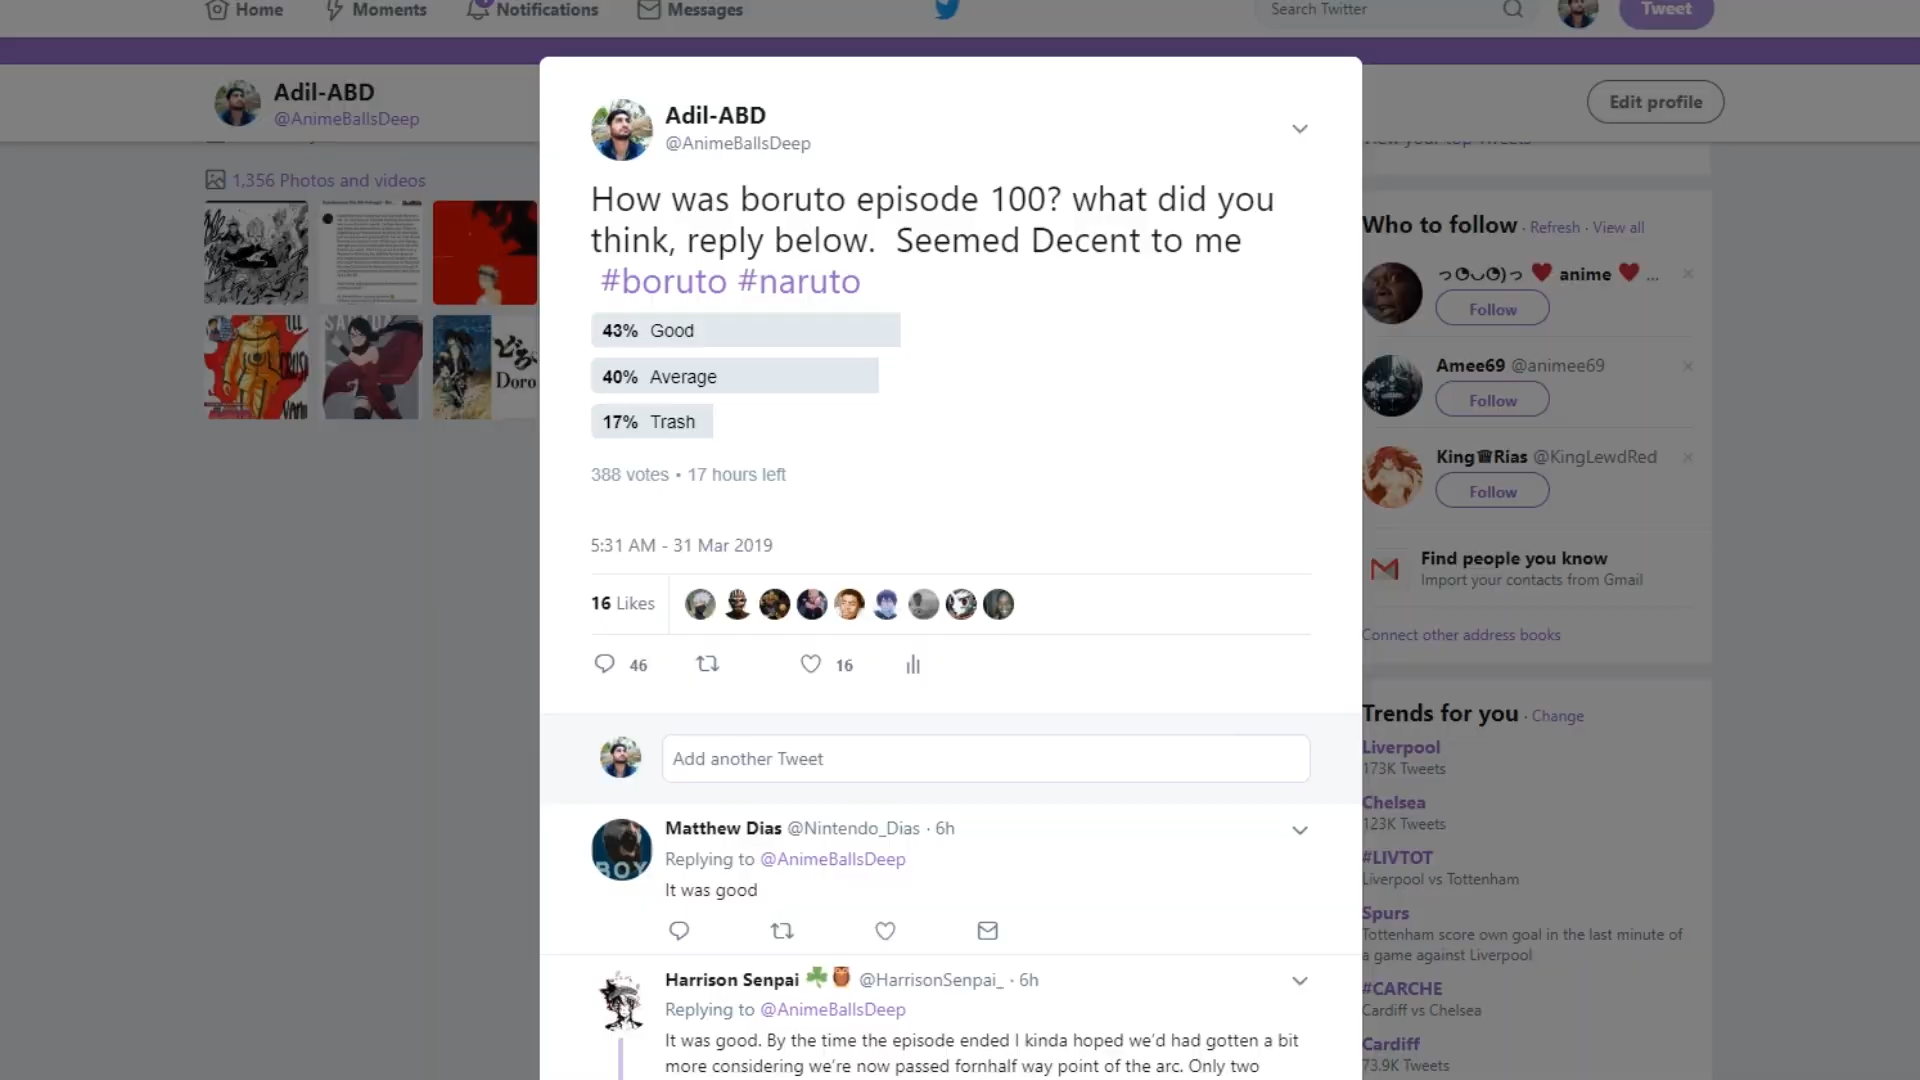 Home
Moments
Notifications
Messages
Search Twitter
Tweet
Adil-ABD
@AnimeBallsDeep
Edit profile
1,356 Photos and videos
Doro
Adil-ABD
@AnimeBallsDeep
How was boruto episode 100? what did you
think, reply below.  Seemed Decent to me
#boruto #naruto
43% Good
40% Average
17% Trash
388 votes • 17 hours left
5:31 AM - 31 Mar 2019
16 Likes
46
16
Add another Tweet
Matthew Dias @Nintendo_Dias · 6h
Replying to @AnimeBallsDeep
It was good
BOY
Harrison Senpai ☘️🦉 @HarrisonSenpai_ · 6h
Replying to @AnimeBallsDeep
It was good. By the time the episode ended I kinda hoped we'd had gotten a bit
more considering we're now passed fornhalf way point of the arc. Only two
View your top Tweets
Who to follow · Refresh · View all
っ◔◡◔)っ ♥ anime ♥ ...
Follow
Amee69 @animee69
Follow
King♛Rias @KingLewdRed
Follow
Find people you know
Import your contacts from Gmail
Connect other address books
Trends for you · Change
Liverpool
173K Tweets
Chelsea
123K Tweets
#LIVTOT
Liverpool vs Tottenham
Spurs
Tottenham score own goal in the last minute of
a game against Liverpool
#CARCHE
Cardiff vs Chelsea
Cardiff
73.9K Tweets